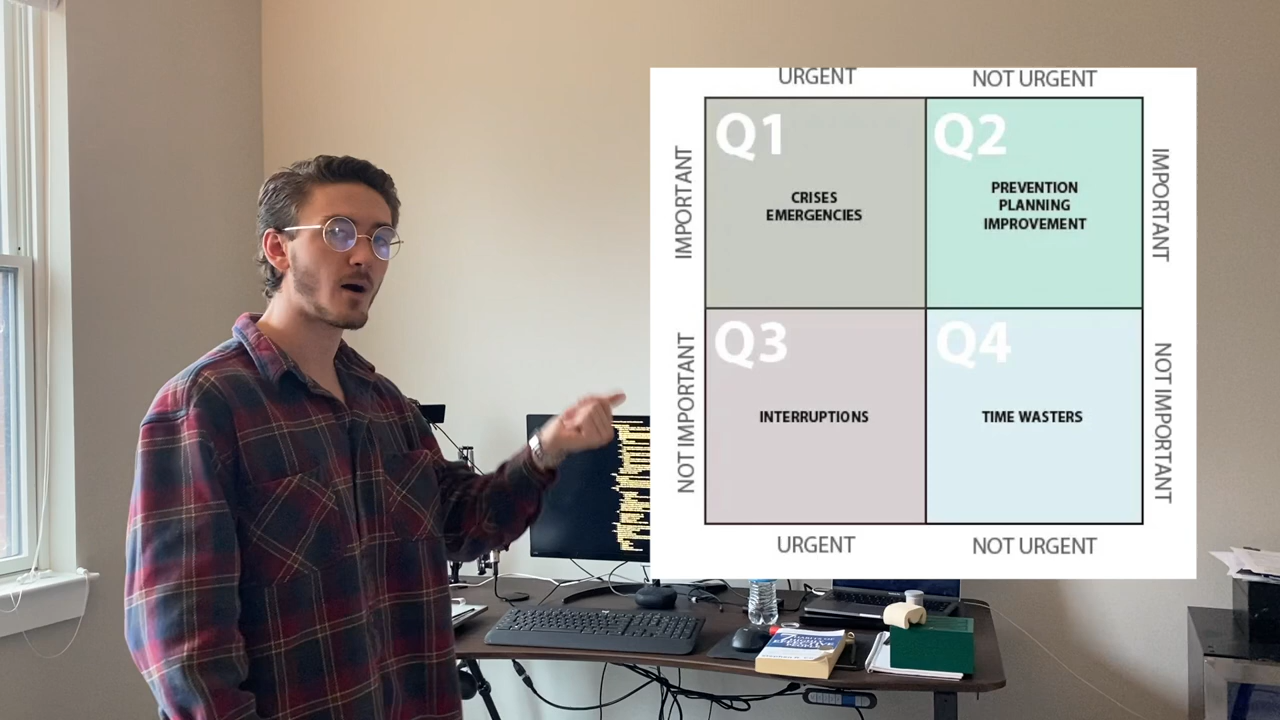 URGENT
NOT URGENT
Q1
Q2
IMPORTANT
IMPORTANT
CRISES
EMERGENCIES
PREVENTION
PLANNING
IMPROVEMENT
Q3
Q4
NOT IMPORTANT
NOT IMPORTANT
INTERRUPTIONS
TIME WASTERS
URGENT
NOT URGENT
7